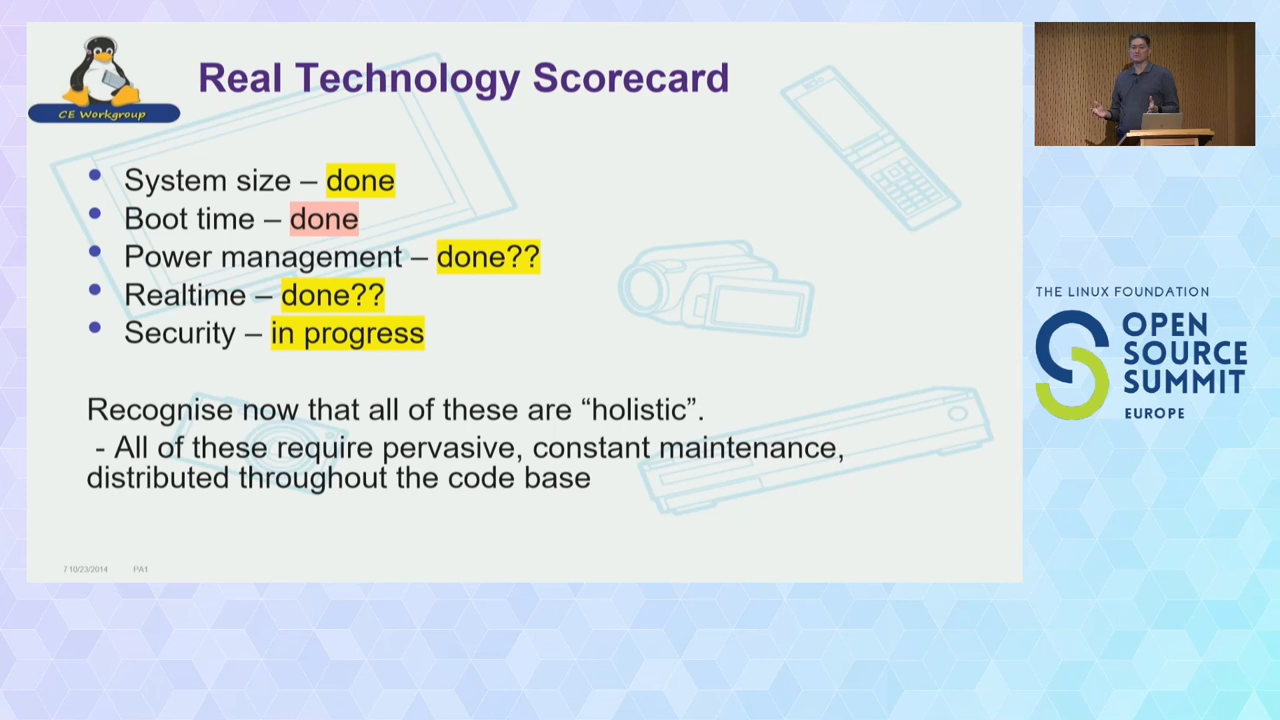 CE Workgroup
Real Technology Scorecard
• System size – done
• Boot time – done
• Power management – done??
• Realtime – done??
• Security – in progress
Recognise now that all of these are “holistic”.
- All of these require pervasive, constant maintenance,
distributed throughout the code base
7 10/23/2014 PA1
THE LINUX FOUNDATION
OPEN
SOURCE
SUMMIT
EUROPE